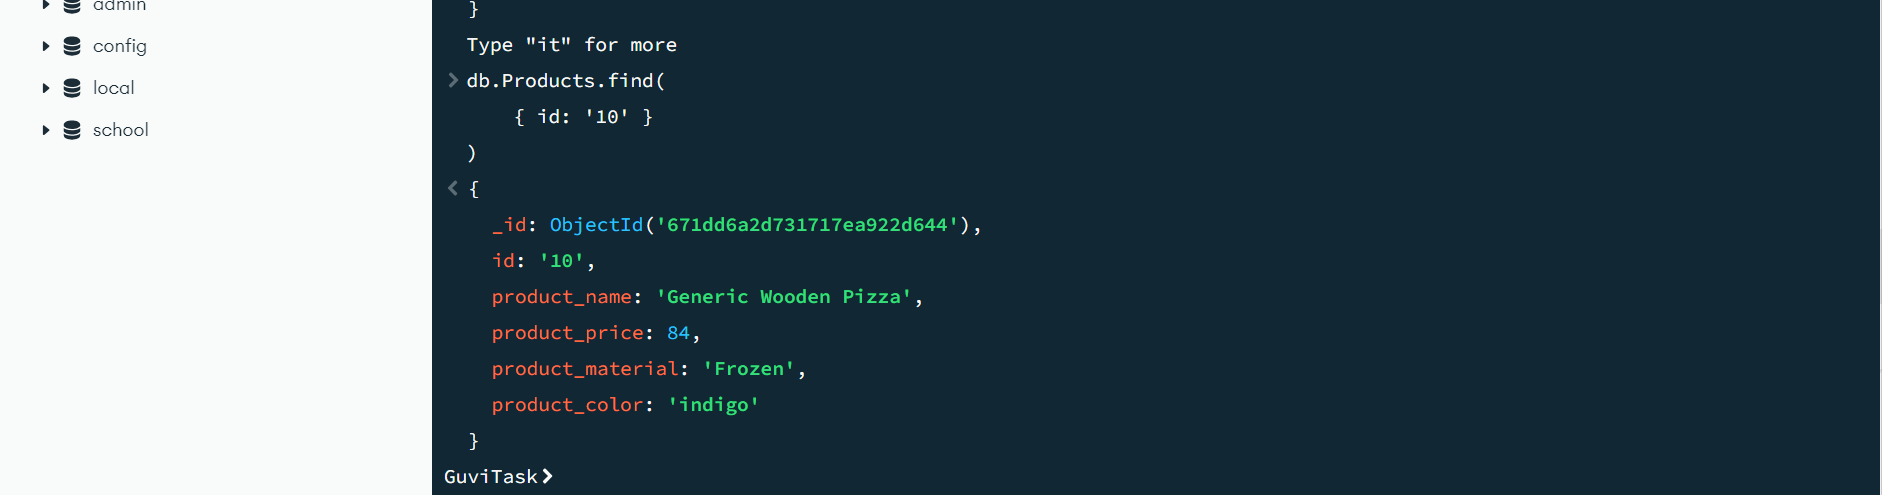 admin
config
local
school
}
Type "it" for more
db.Products.find(
{ id: '10' }
)
{
_id: ObjectId('671dd6a2d731717ea922d644'),
id: '10',
product_name: 'Generic Wooden Pizza',
product_price: 84,
product_material: 'Frozen',
product_color: 'indigo'
}
GuviTask>